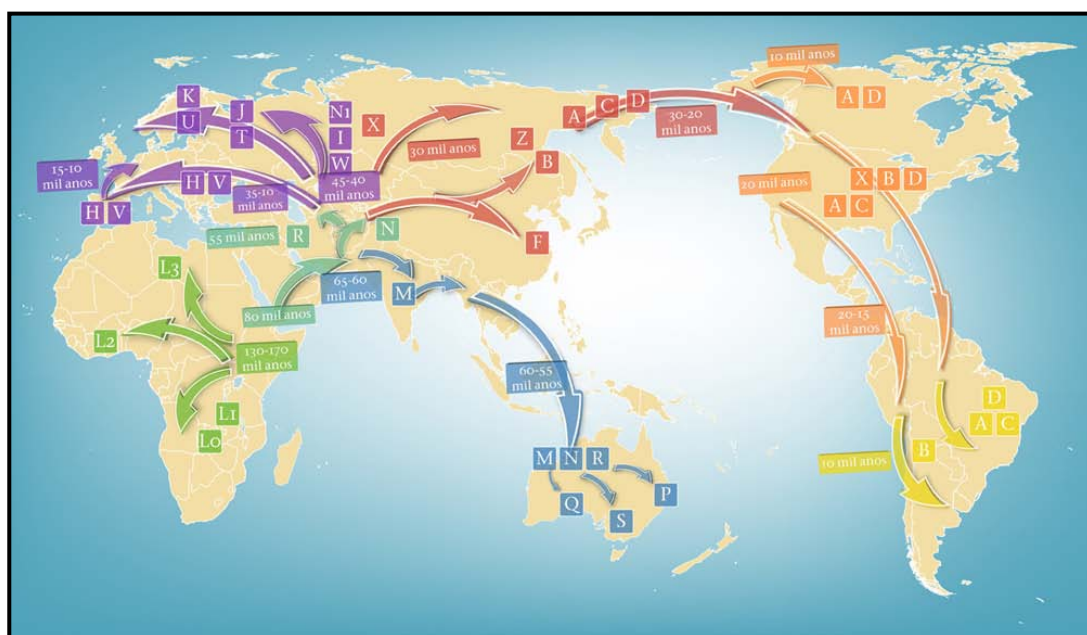 10 mil anos
A D
K
U
J
T
N1
I
W
X
30 mil anos
Z
B
A C D
30-20
mil anos
15-10
mil anos
H V
H V
35-10
mil anos
45-40
mil anos
20 mil anos
X B D
A C
55 mil anos
R
N
F
L3
L2
80 mil anos
65-60
mil anos
M
130-170
mil anos
L1
L0
60-55
mil anos
20-15
mil anos
M N R
Q
S
P
D
A C
B
10 mil anos